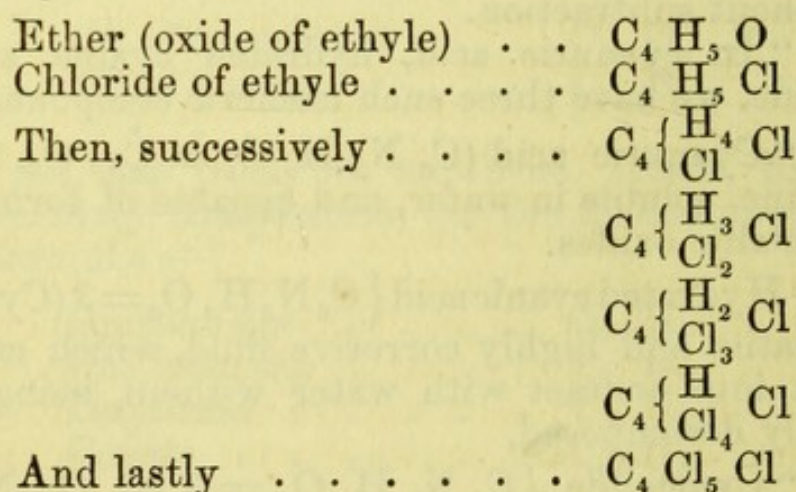 Ether (oxide of ethyle) . . C₄ H₅ O
Chloride of ethyle . . . . C₄ H₅ Cl
Then, successively . . . . C₄ { H₄ Cl } Cl
C₄ { H₃ Cl₂ } Cl
C₄ { H₂ Cl₃ } Cl
C₄ { H Cl₄ } Cl
And lastly . . . . . . C₄ Cl₅ Cl